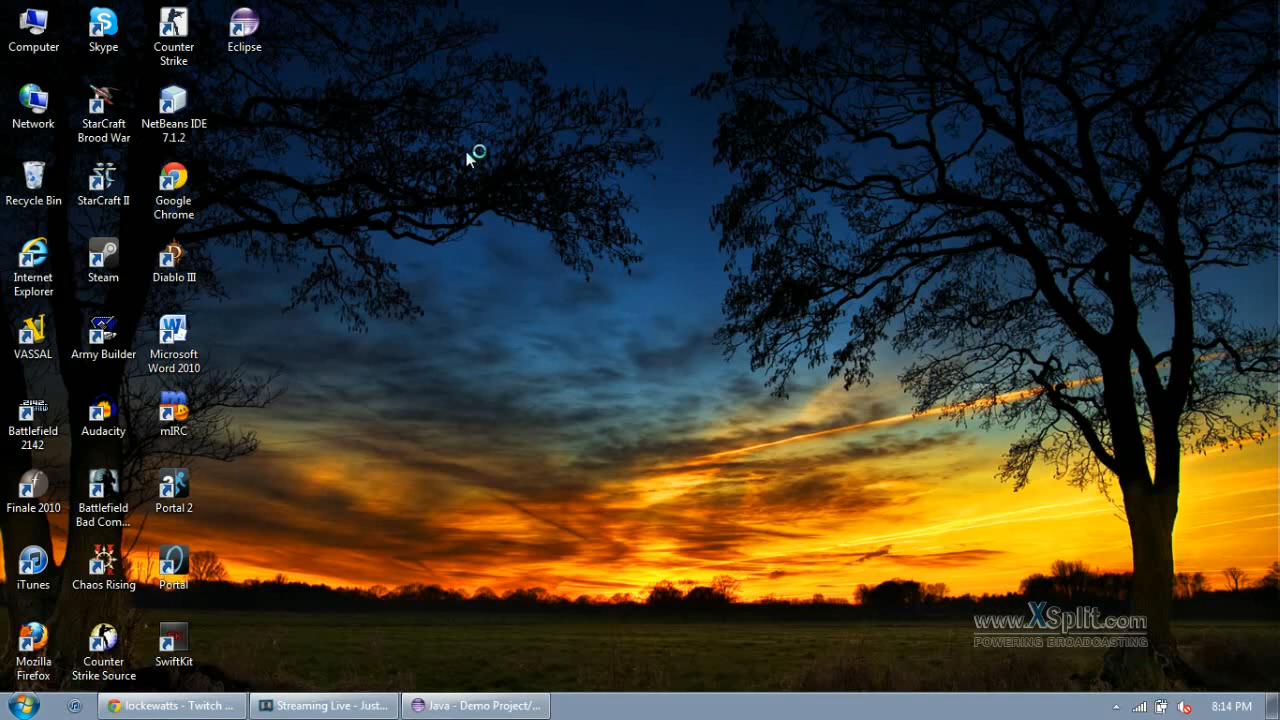 Computer
Skype
Counter
Strike
Eclipse
Network
StarCraft
Brood War
NetBeans IDE
7.1.2
Recycle Bin
StarCraft II
Google
Chrome
Internet
Explorer
Steam
Diablo III
VASSAL
Army Builder
Microsoft
Word 2010
Battlefield
2142
Audacity
mIRC
Finale 2010
Battlefield
Bad Com...
Portal 2
iTunes
Chaos Rising
Portal
Mozilla
Firefox
Counter
Strike Source
SwiftKit
www.XSplit.com
POWERING BROADCASTING
lockewatts - Twitch ...
Streaming Live - Just...
Java - Demo Project/...
8:14 PM